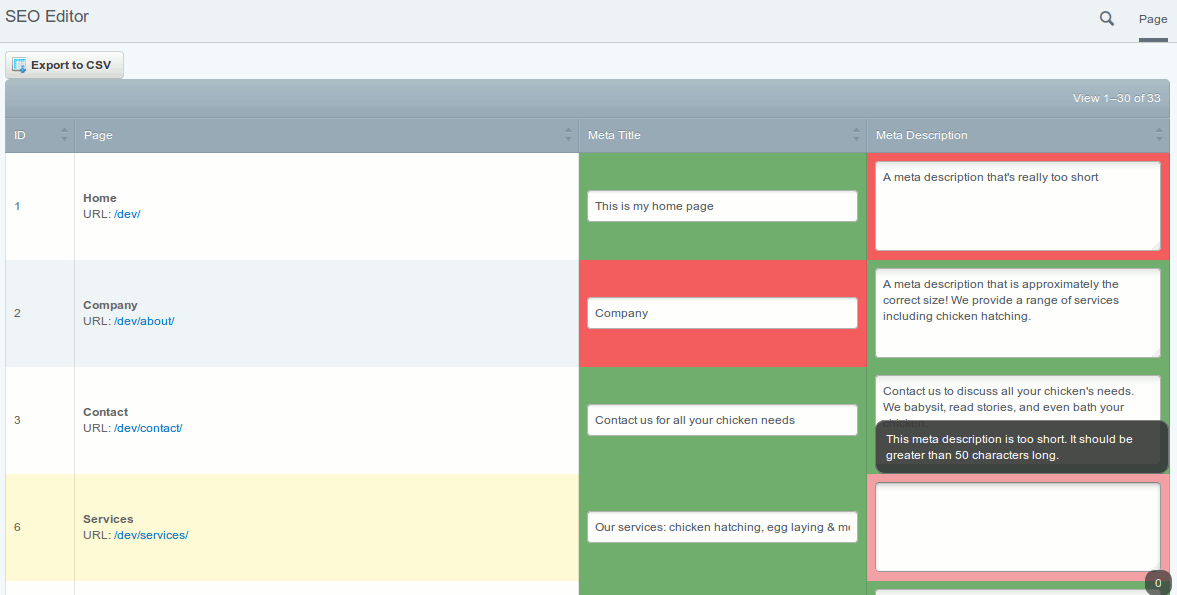 SEO Editor
Page
Export to CSV
View 1–30 of 33
ID
Page
Meta Title
Meta Description
1
Home
URL: /dev/
This is my home page
A meta description that's really too short
2
Company
URL: /dev/about/
Company
A meta description that is approximately the
correct size! We provide a range of services
including chicken hatching.
3
Contact
URL: /dev/contact/
Contact us for all your chicken needs
Contact us to discuss all your chicken's needs.
We babysit, read stories, and even bath your
This meta description is too short. It should be
greater than 50 characters long.
6
Services
URL: /dev/services/
Our services: chicken hatching, egg laying & m
0